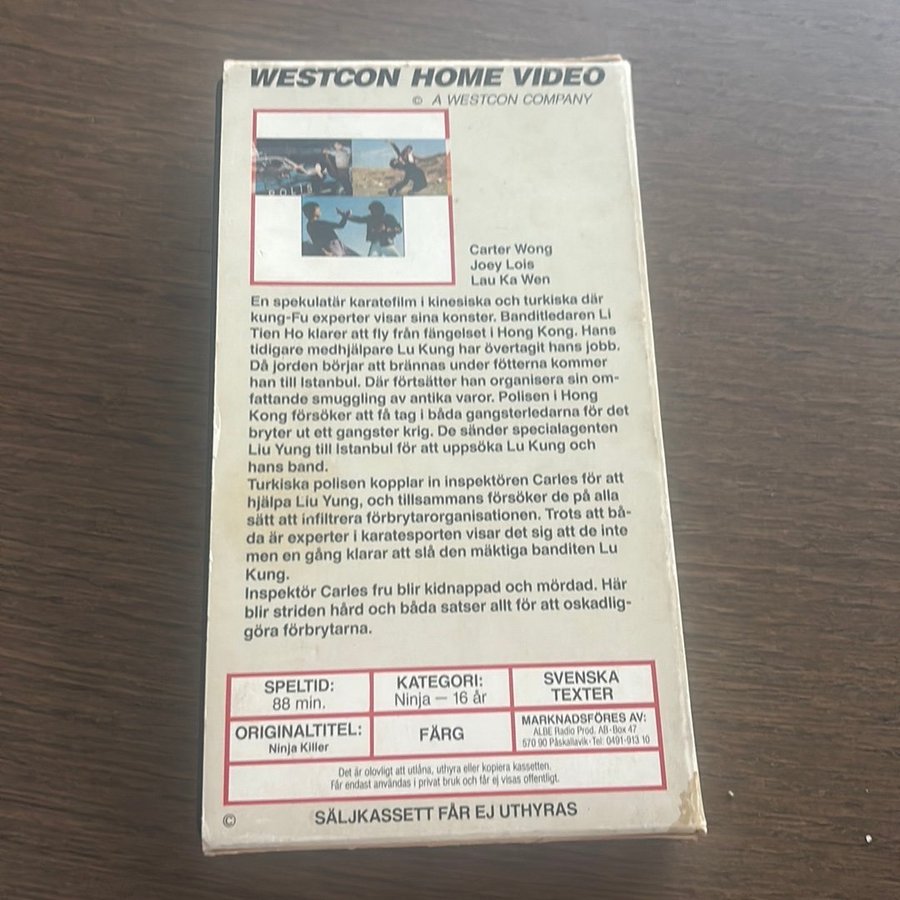 WESTCON HOME VIDEO
© A WESTCON COMPANY
POLIS
Carter Wong
Joey Lois
Lau Ka Wen
En spekulatär karatefilm i kinesiska och turkiska där
kung-Fu experter visar sina konster. Banditledaren Li
Tien Ho klarer att fly från fängelset i Hong Kong. Hans
tidigare medhjälpare Lu Kung har övertagit hans jobb.
Då jorden börjar att brännas under fötterna kommer
han till Istanbul. Där förtsätter han organisera sin om-
fattande smuggling av antika varor. Polisen i Hong
Kong försöker att få tag i båda gangsterledarna för det
bryter ut ett gangster krig. De sänder specialagenten
Liu Yung till Istanbul för att uppsöka Lu Kung och
hans band.
Turkiska polisen kopplar in inspektören Carles för att
hjälpa Liu Yung, och tillsammans försöker de på alla
sätt att infiltrera förbrytarorganisationen. Trots att bå-
da är experter i karatesporten visar det sig att de inte
men en gång klarar att slå den mäktiga banditen Lu
Kung.
Inspektör Carles fru blir kidnappad och mördad. Här
blir striden hård och båda satser allt för att oskadlig-
göra förbrytarna.
SPELTID:
88 min.
KATEGORI:
Ninja — 16 år
SVENSKA
TEXTER
ORIGINALTITEL:
Ninja Killer
FÄRG
MARKNADSFÖRES AV:
ALBE Radio Prod. AB-Box 47
570 90 Påskallavik-Tel: 0491-913 10
Det är olovligt att utlåna, uthyra eller kopiera kassetten.
Får endast användas i privat bruk och får ej visas offentligt.
© SÄLJKASSETT FÅR EJ UTHYRAS